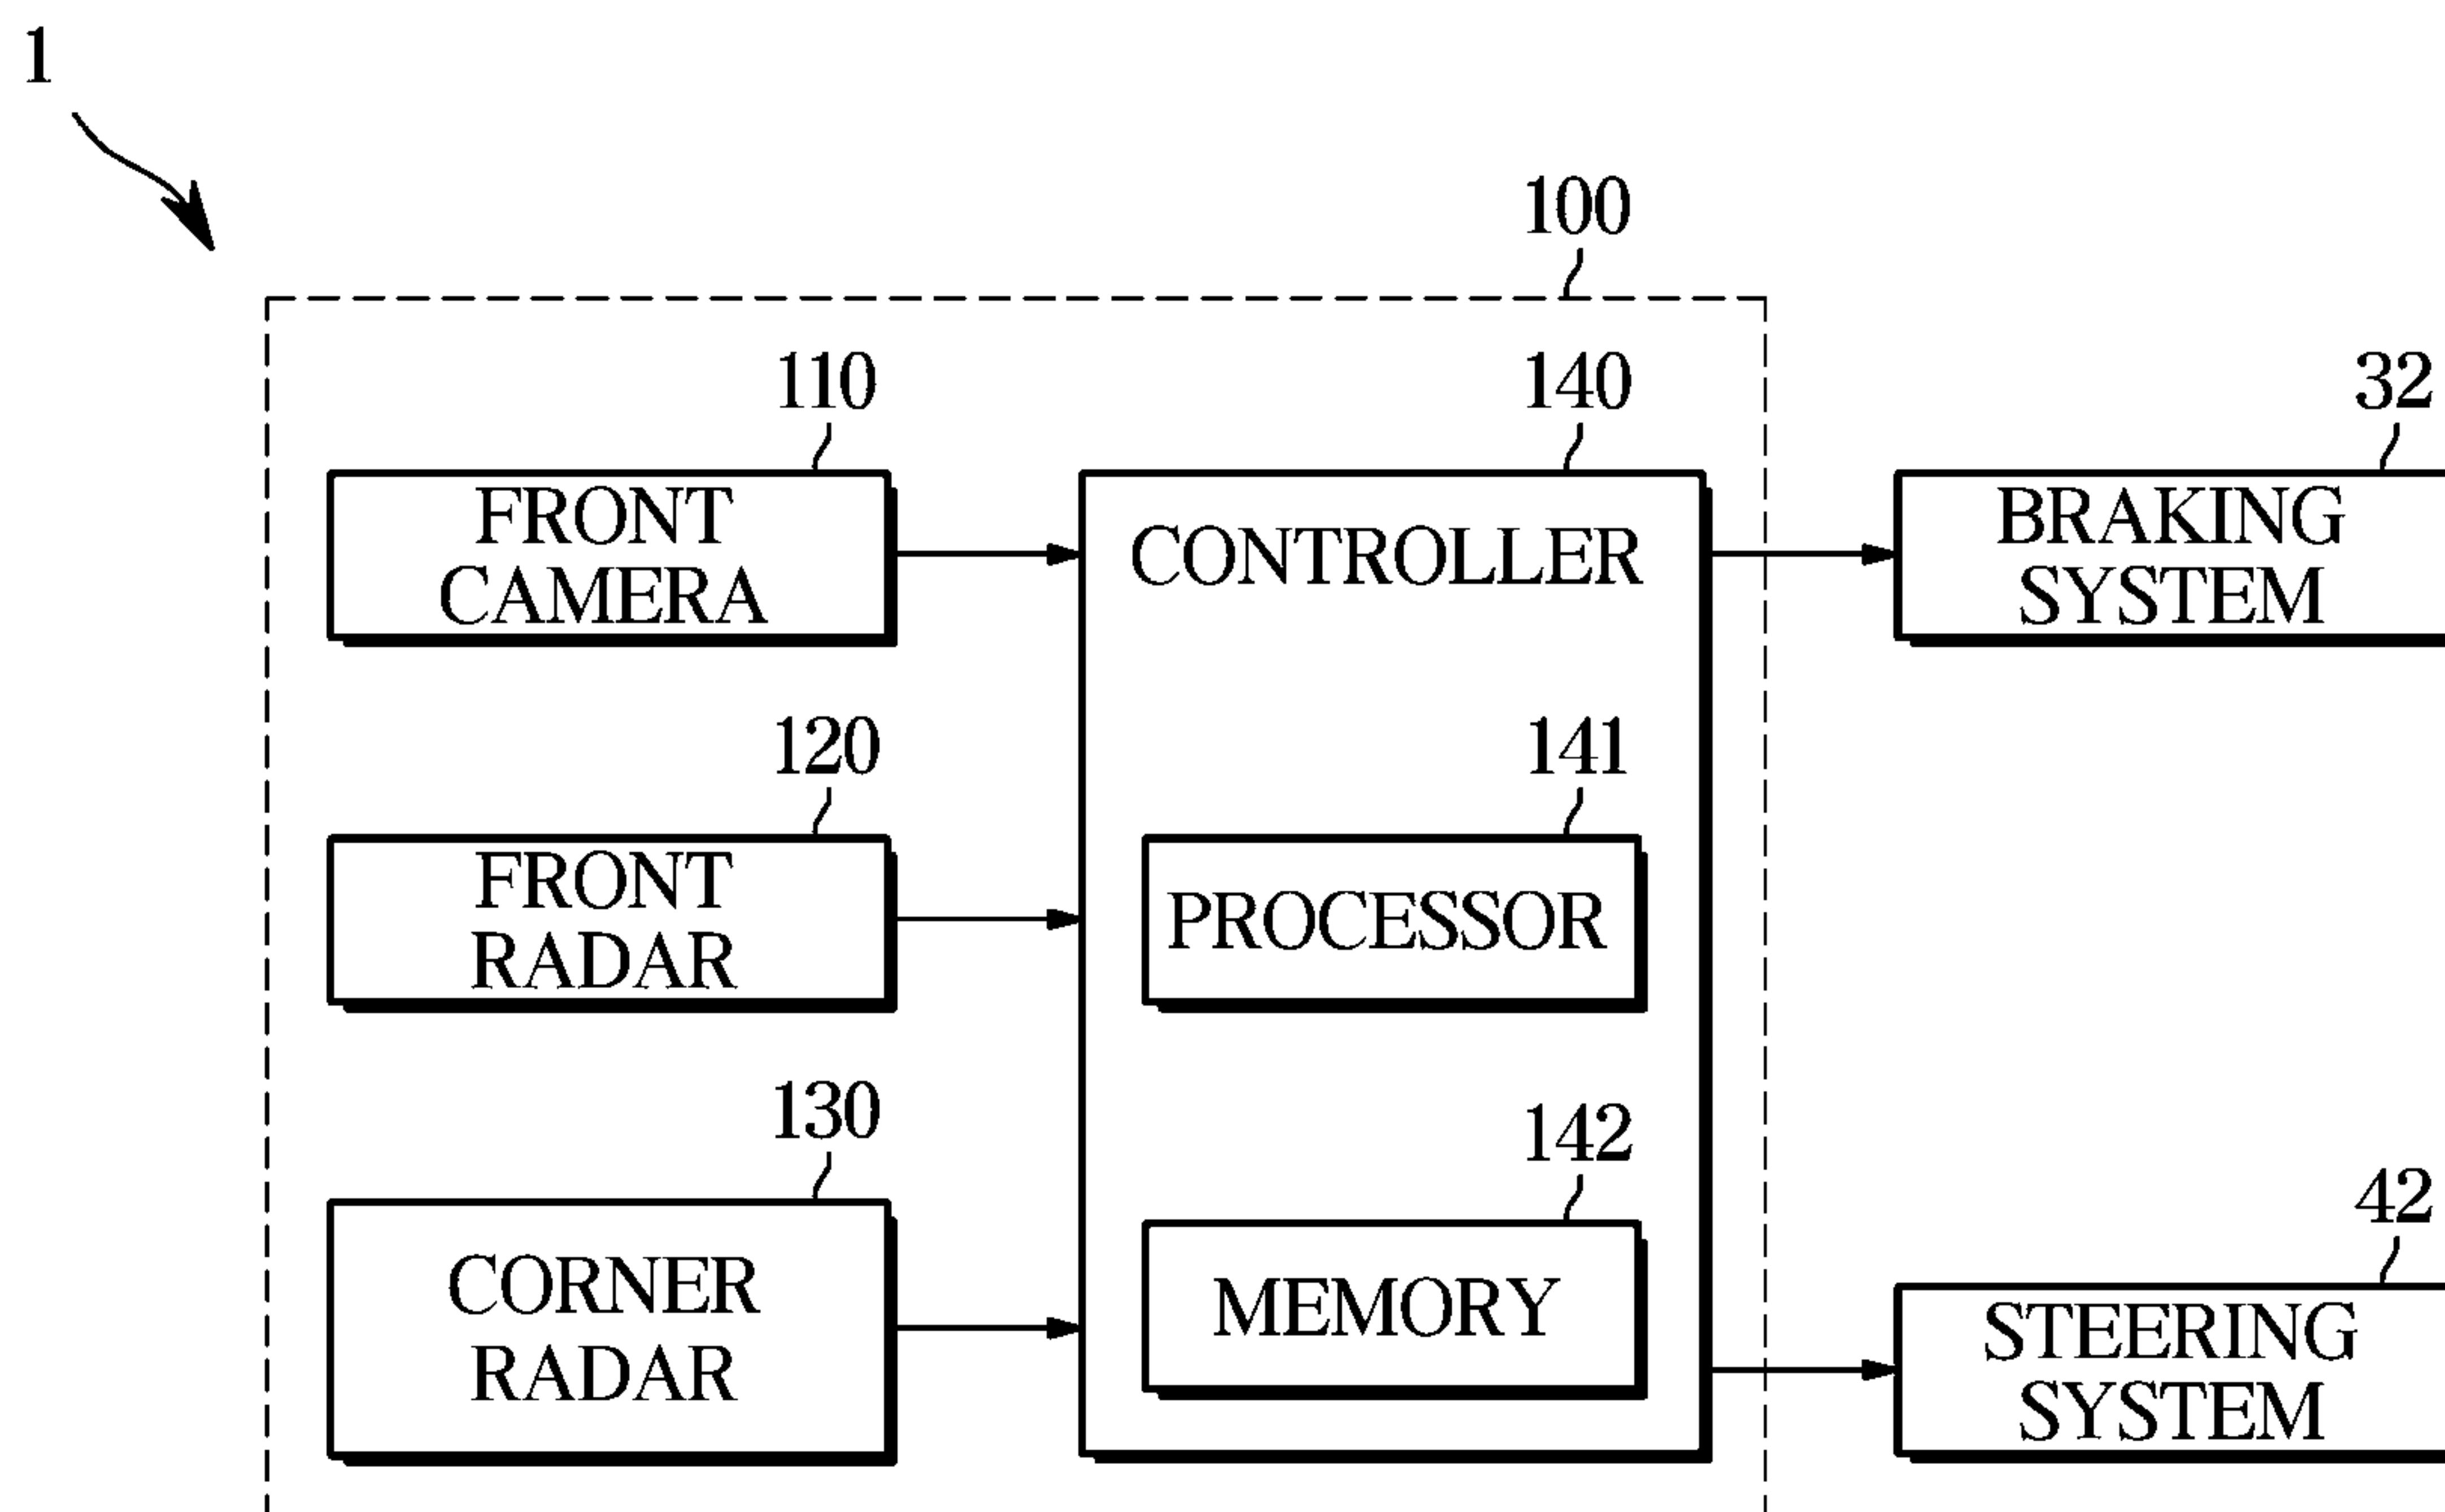 1
100
110
140
32
FRONT
CAMERA
CONTROLLER
BRAKING
SYSTEM
120
141
FRONT
RADAR
PROCESSOR
130
142
42
CORNER
RADAR
MEMORY
STEERING
SYSTEM